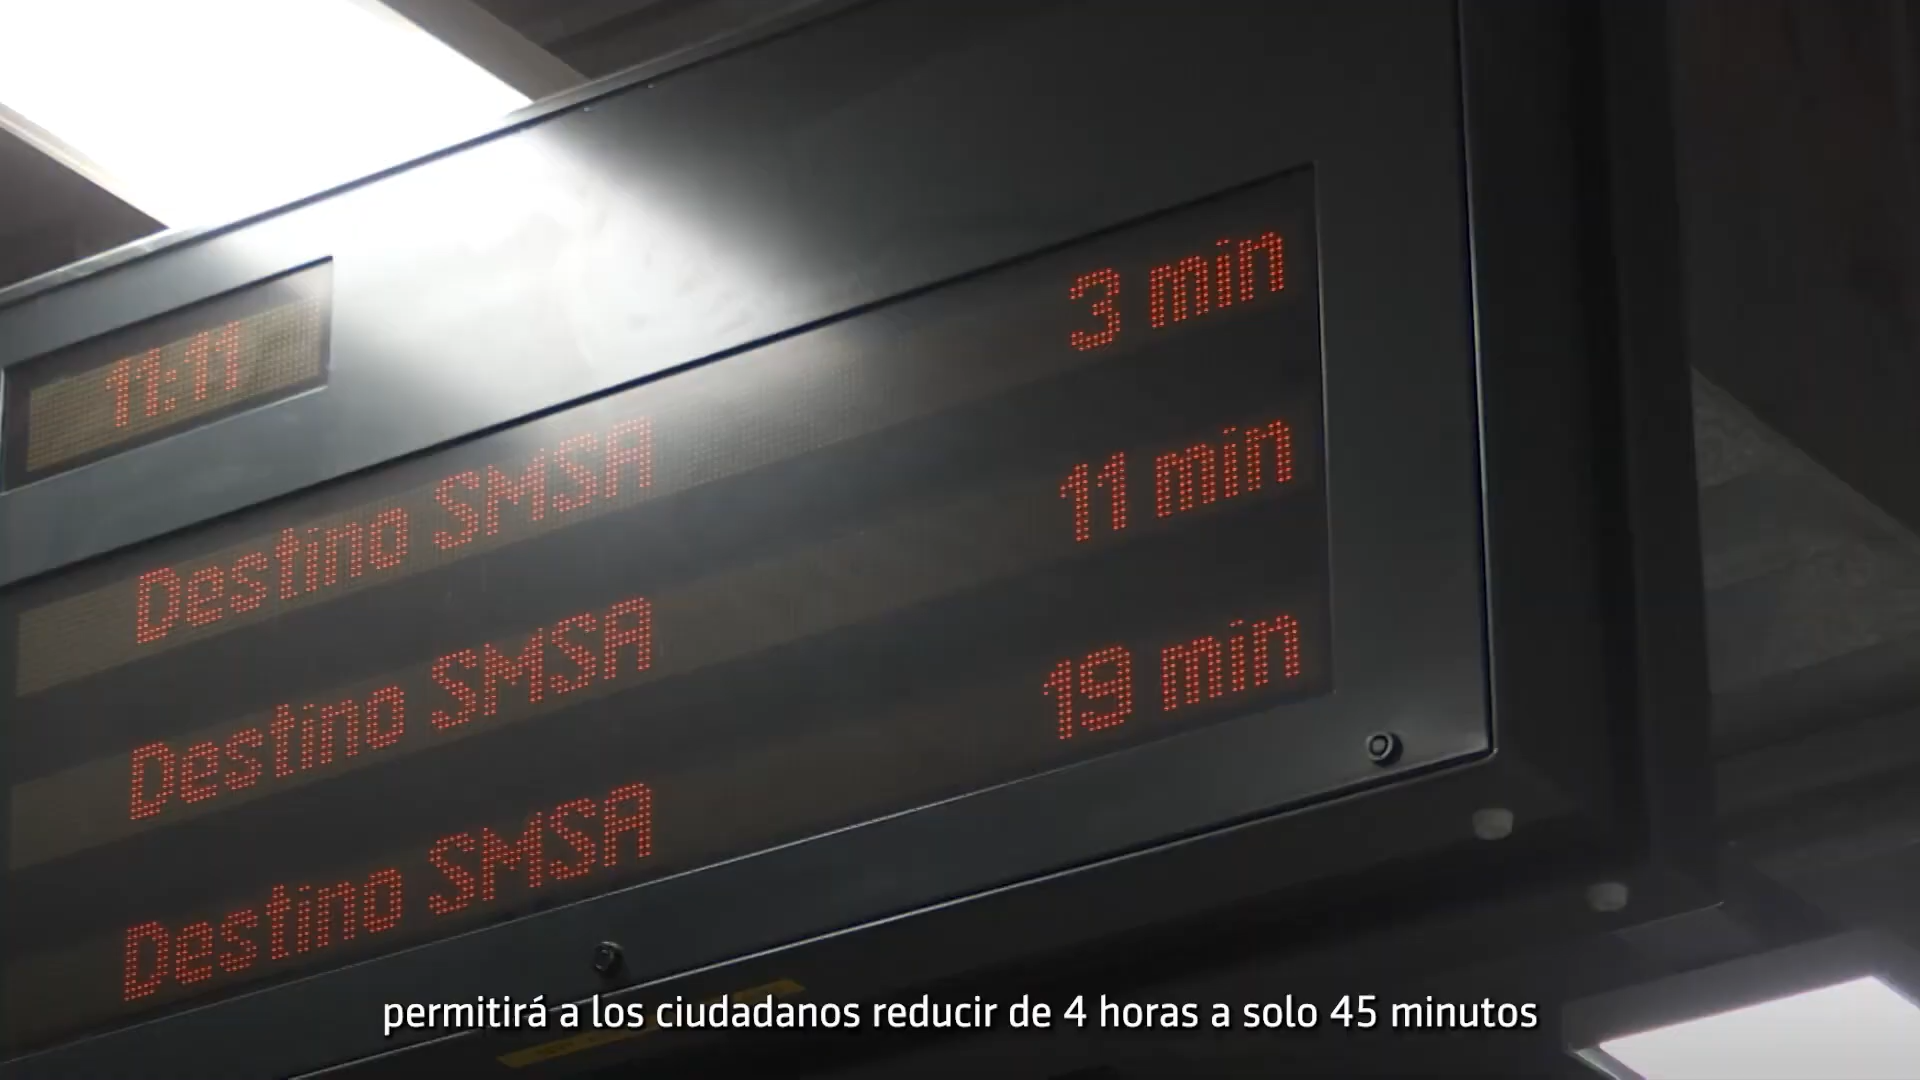 11:11
Destino SMSA 3 min
Destino SMSA 11 min
Destino SMSA 19 min
permitirá a los ciudadanos reducir de 4 horas a solo 45 minutos